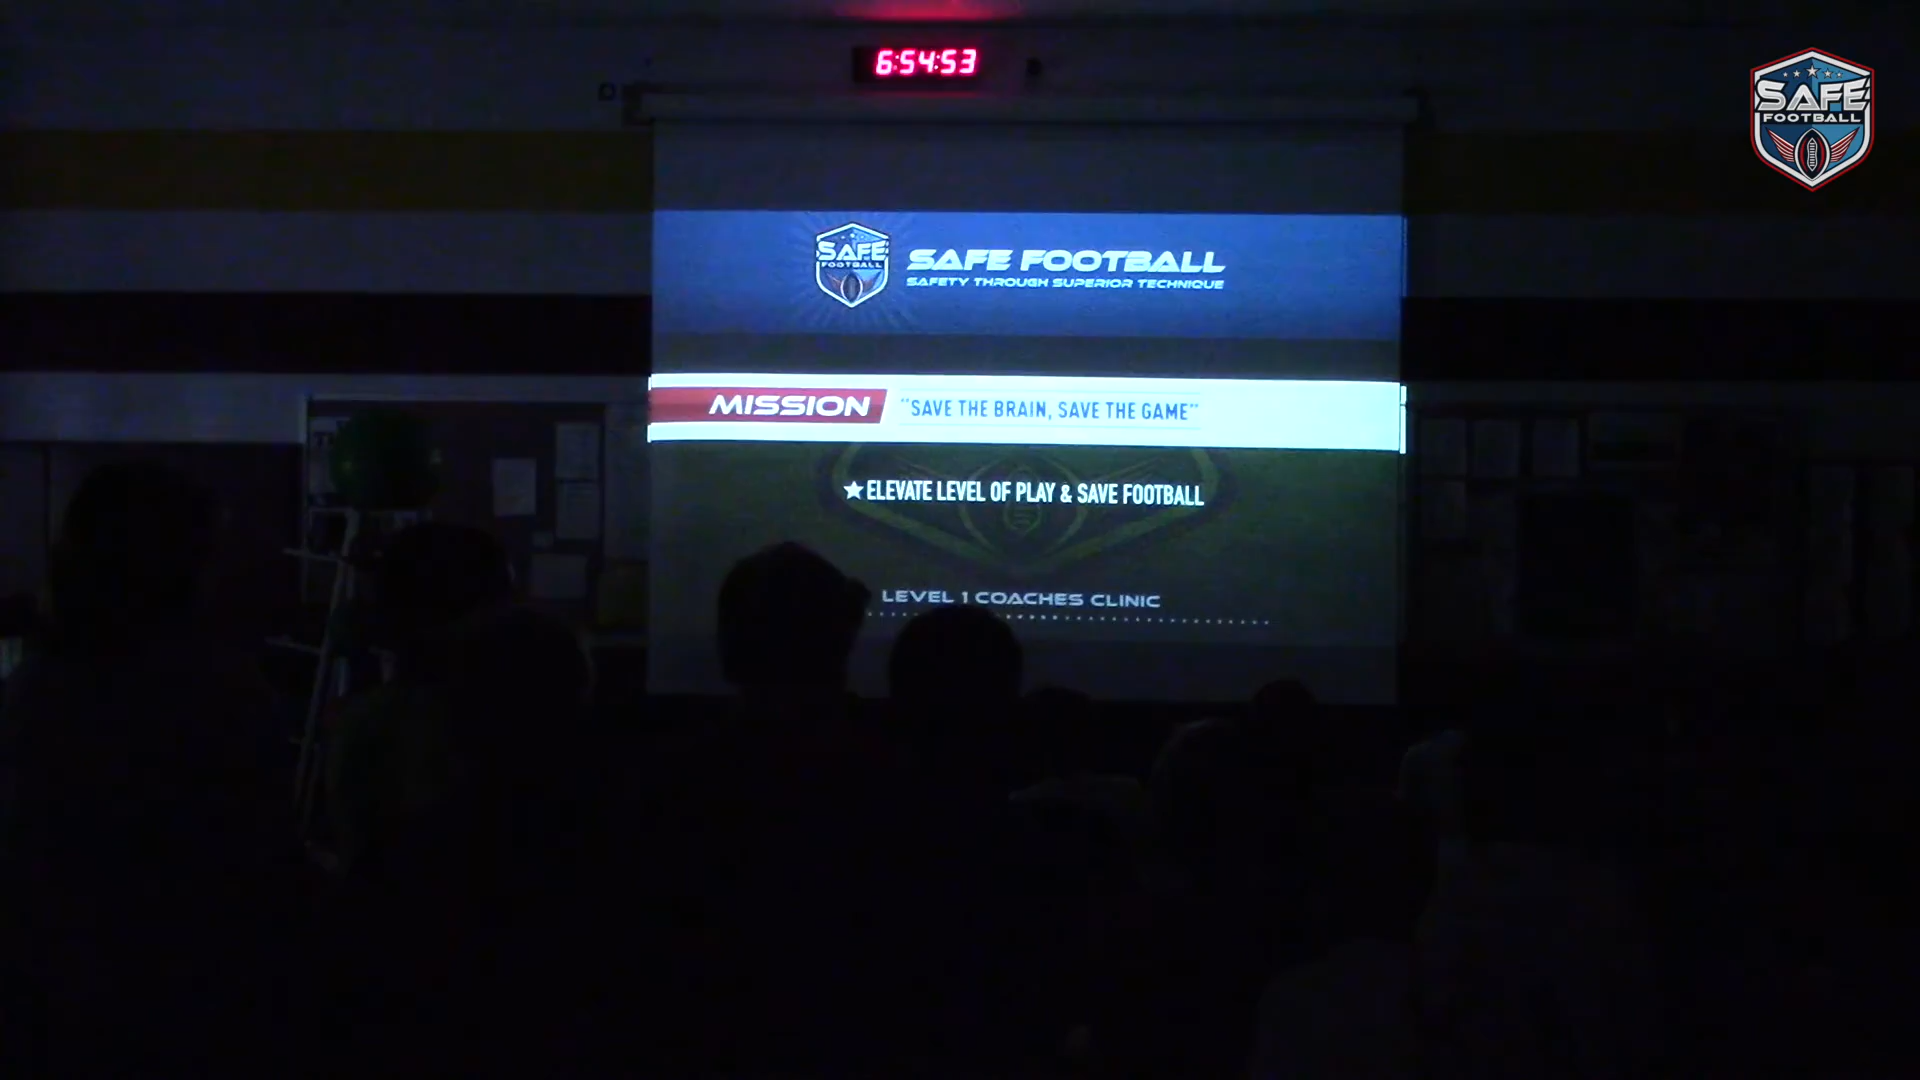 6:54:53
SAFE
FOOTBALL
SAFE
FOOTBALL
SAFE FOOTBALL
SAFETY THROUGH SUPERIOR TECHNIQUE
MISSION "SAVE THE BRAIN, SAVE THE GAME"
★ ELEVATE LEVEL OF PLAY & SAVE FOOTBALL
LEVEL 1 COACHES CLINIC